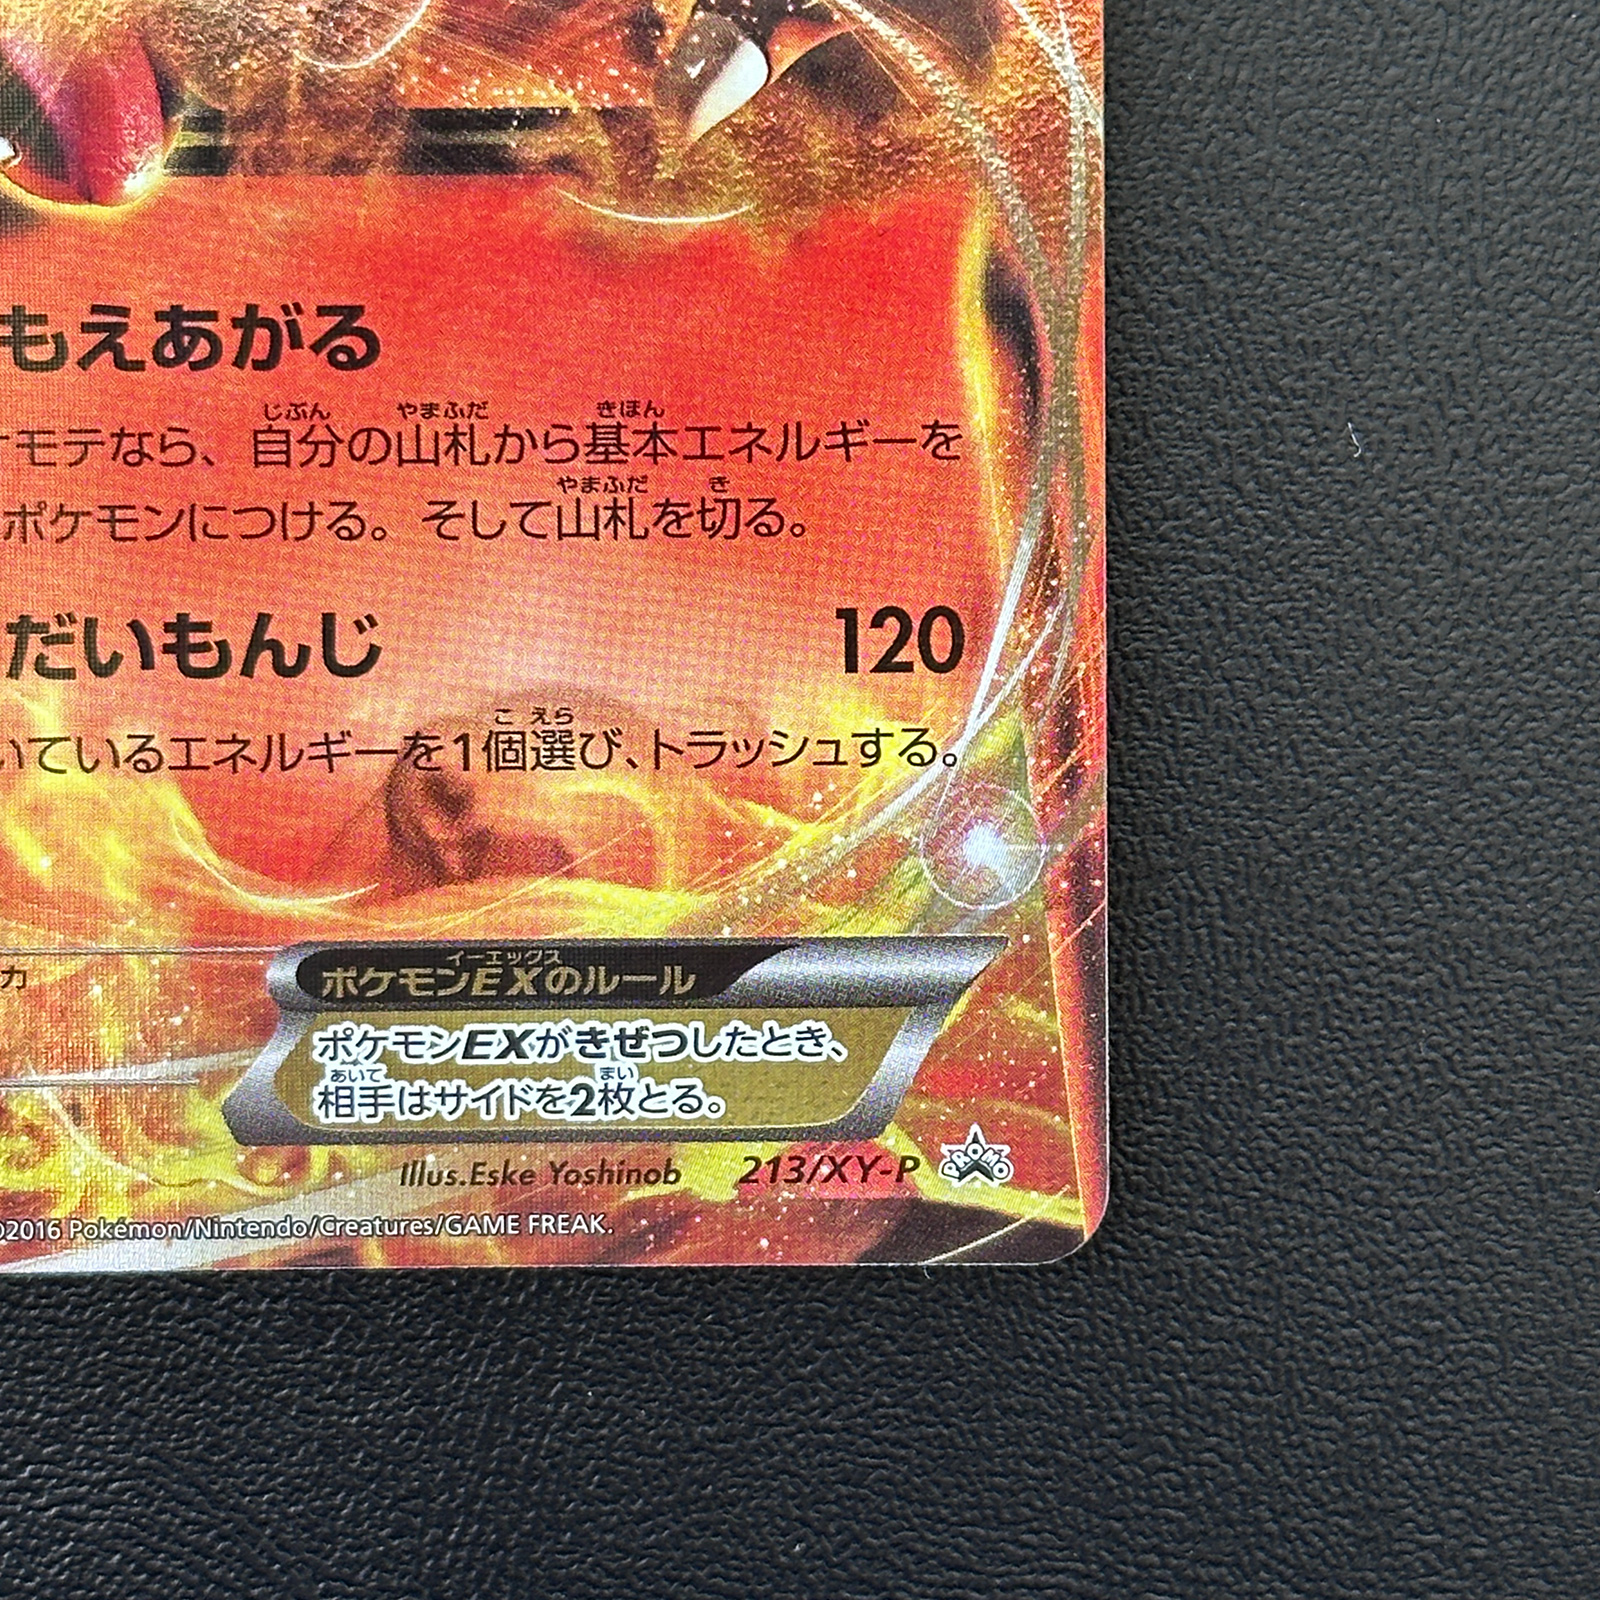 もえあがる
モテなら、自分の山札から基本エネルギーを
じぶん やまふだ きほん
ポケモンにつける。そして山札を切る。
やまふだ き
だいもんじ 120
いているエネルギーを1個選び、トラッシュする。
こ えら
カ
ポケモンEXのルール
イーエックス
ポケモンEXがきぜつしたとき、
相手はサイドを2枚とる。
あいて まい
Illus.Eske Yoshinob 213/XY-P PROMO
©2016 Pokémon/Nintendo/Creatures/GAME FREAK.